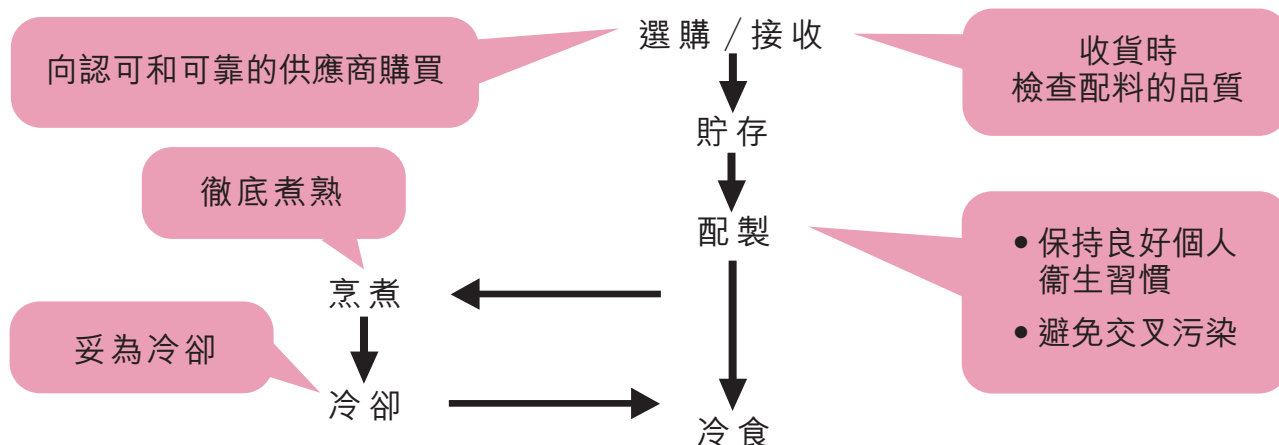 選購/接收
向認可和可靠的供應商購買
收貨時
檢查配料的品質
貯存
徹底煮熟
配製
• 保持良好個人
衞生習慣
• 避免交叉污染
烹煮
妥為冷卻
冷卻
冷食